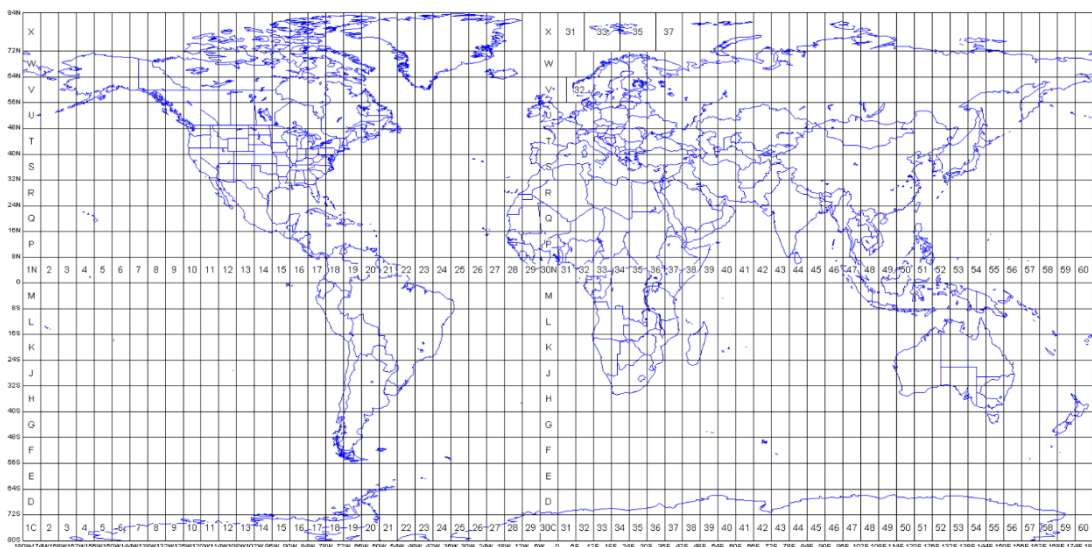 84N
X X 31 33 35 37
72N
W W
64N
V V 32
56N
U U
48N
T T
40N
S S
32N
R R
24N
Q Q
16N
P P
8N
1N 2 3 4 5 6 7 8 9 10 11 12 13 14 15 16 17 18 19 20 21 22 23 24 25 26 27 28 29 30N 31 32 33 34 35 36 37 38 39 40 41 42 43 44 45 46 47 48 49 50 51 52 53 54 55 56 57 58 59 60
0
M M
8S
L L
16S
K K
24S
J J
32S
H H
40S
G G
48S
F F
56S
E E
64S
D D
72S
1C 2 3 4 5 6 7 8 9 10 11 12 13 14 15 16 17 18 19 20 21 22 23 24 25 26 27 28 29 30C 31 32 33 34 35 36 37 38 39 40 41 42 43 44 45 46 47 48 49 50 51 52 53 54 55 56 57 58 59 60
80S